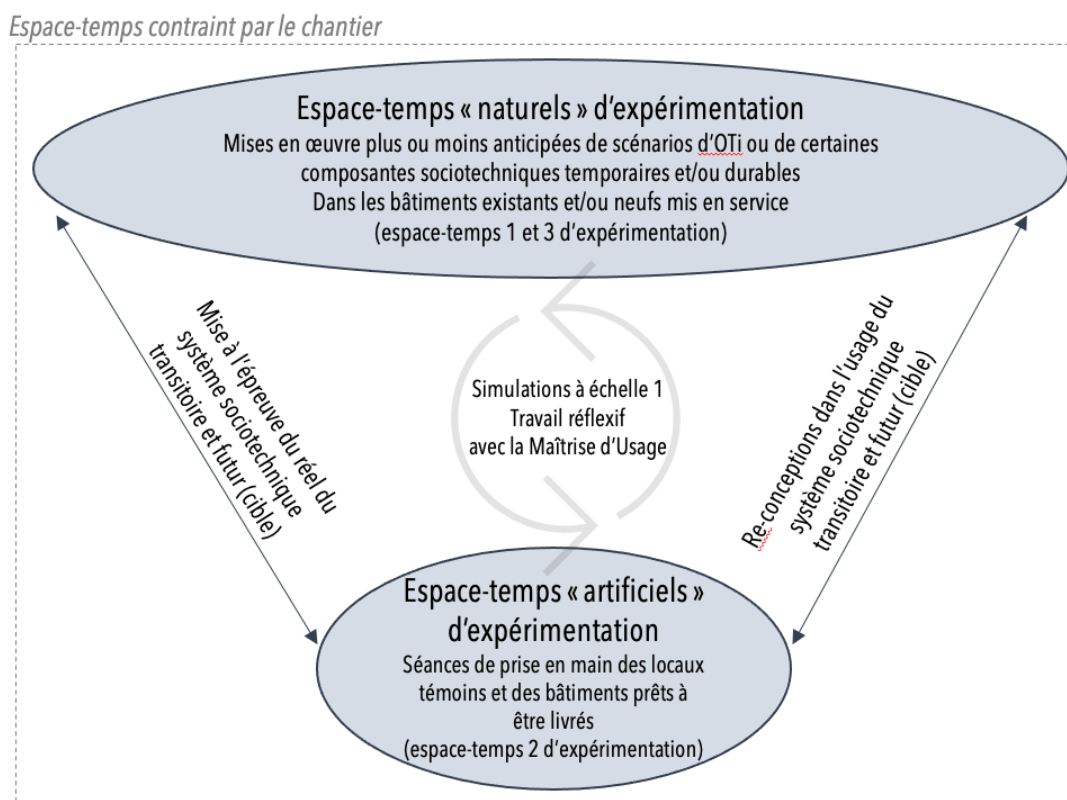 Espace-temps contraint par le chantier
Espace-temps « naturels » d'expérimentation
Mises en œuvre plus ou moins anticipées de scénarios d'OTi ou de certaines
composantes sociotechniques temporaires et/ou durables
Dans les bâtiments existants et/ou neufs mis en service
(espace-temps 1 et 3 d'expérimentation)
Mise à l'épreuve du réel du
système sociotechnique
transitoire et futur (cible)
Simulations à échelle 1
Travail réflexif
avec la Maîtrise d'Usage
Re-conceptions dans l'usage du
système sociotechnique
transitoire et futur (cible)
Espace-temps « artificiels »
d'expérimentation
Séances de prise en main des locaux
témoins et des bâtiments prêts à
être livrés
(espace-temps 2 d'expérimentation)